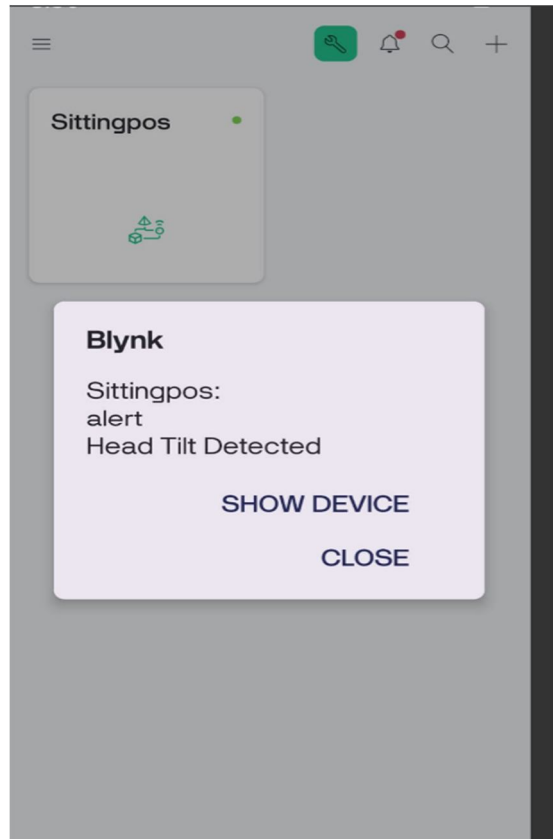 Sittingpos
Blynk
Sittingpos:
alert
Head Tilt Detected
SHOW DEVICE
CLOSE